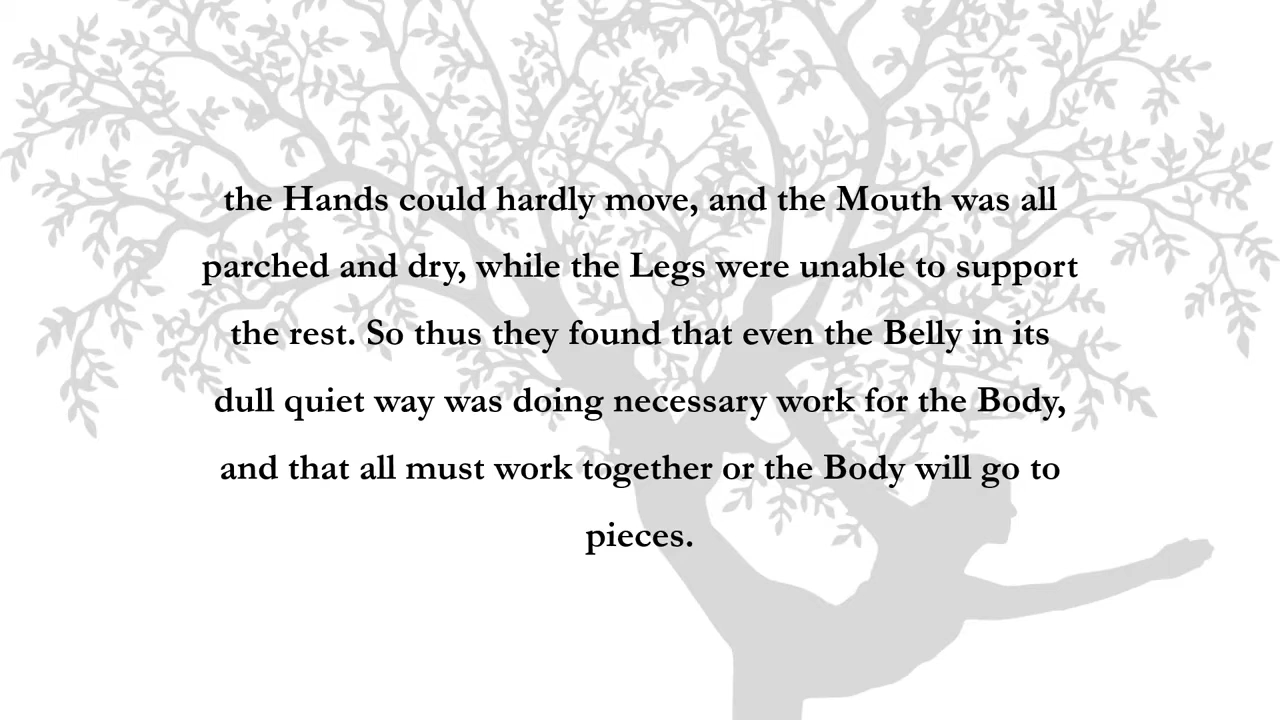 the Hands could hardly move, and the Mouth was all
parched and dry, while the Legs were unable to support
the rest. So thus they found that even the Belly in its
dull quiet way was doing necessary work for the Body,
and that all must work together or the Body will go to
pieces.